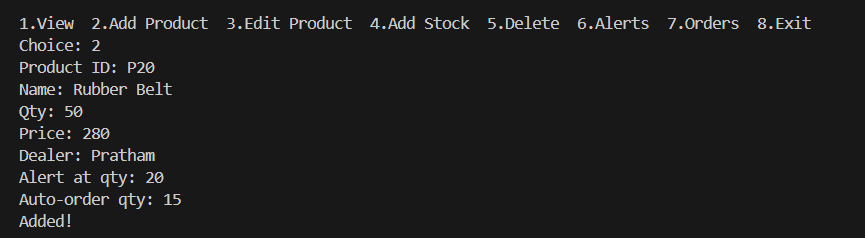 1.View  2.Add Product  3.Edit Product  4.Add Stock  5.Delete  6.Alerts  7.Orders  8.Exit
Choice: 2
Product ID: P20
Name: Rubber Belt
Qty: 50
Price: 280
Dealer: Pratham
Alert at qty: 20
Auto-order qty: 15
Added!